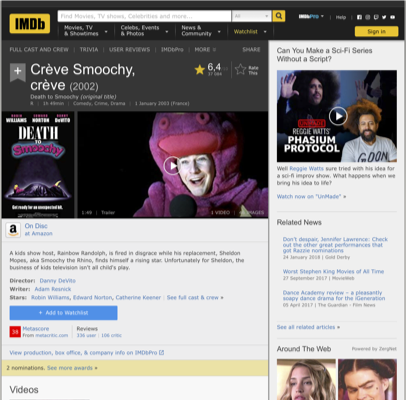 IMDb
Find Movies, TV shows, Celebrities and more...
All
IMDbPro
Help
Movies, TV
& Showtimes
Celebs, Events
& Photos
News &
Community
Watchlist
Sign in
FULL CAST AND CREW | TRIVIA | USER REVIEWS | IMDbPro | MORE
SHARE
Crève Smoochy,
crève (2002)
Death to Smoochy (original title)
R | 1h 49min | Comedy, Crime, Drama | 1 January 2003 (France)
6,4
Rate
This
WILLIAMS NORTON DEVITO
DEATH
TO
Smoochy
1:46 | Trailer
1 VIDEO
IMAGES
On Disc
at Amazon
A kids show host, Rainbow Randolph, is fired in disgrace while his replacement, Sheldon
Mopes, aka Smoochy the Rhino, finds himself a rising star. Unfortunately for Sheldon, the
business of kids television isn't all child's play.
Director: Danny DeVito
Writer: Adam Resnick
Stars: Robin Williams, Edward Norton, Catherine Keener | See full cast & crew »
+ Add to Watchlist
38
Metascore
From metacritic.com
Reviews
336 user | 106 critic
View production, box office, & company info on IMDbPro
2 nominations. See more awards »
Videos
Can You Make a Sci-Fi Series
Without a Script?
REGGIE WATTS'
PHASIUM
PROTOCOL
Well Reggie Watts sure tried with his idea for
a sci-fi improv show. What happens when we
bring his idea to life?
Watch now on "UnMade" »
Related News
Don't despair, Jennifer Lawrence: Check
out the other great performances that
got Razzie nominations
24 January 2018 | Gold Derby
Worst Stephen King Movies of All Time
27 September 2017 | MovieWeb
Dance Academy review – a pleasantly
soapy drama for the iGeneration
05 April 2017 | The Guardian - Film News
See all related articles »
Around The Web
Powered by ZergNet